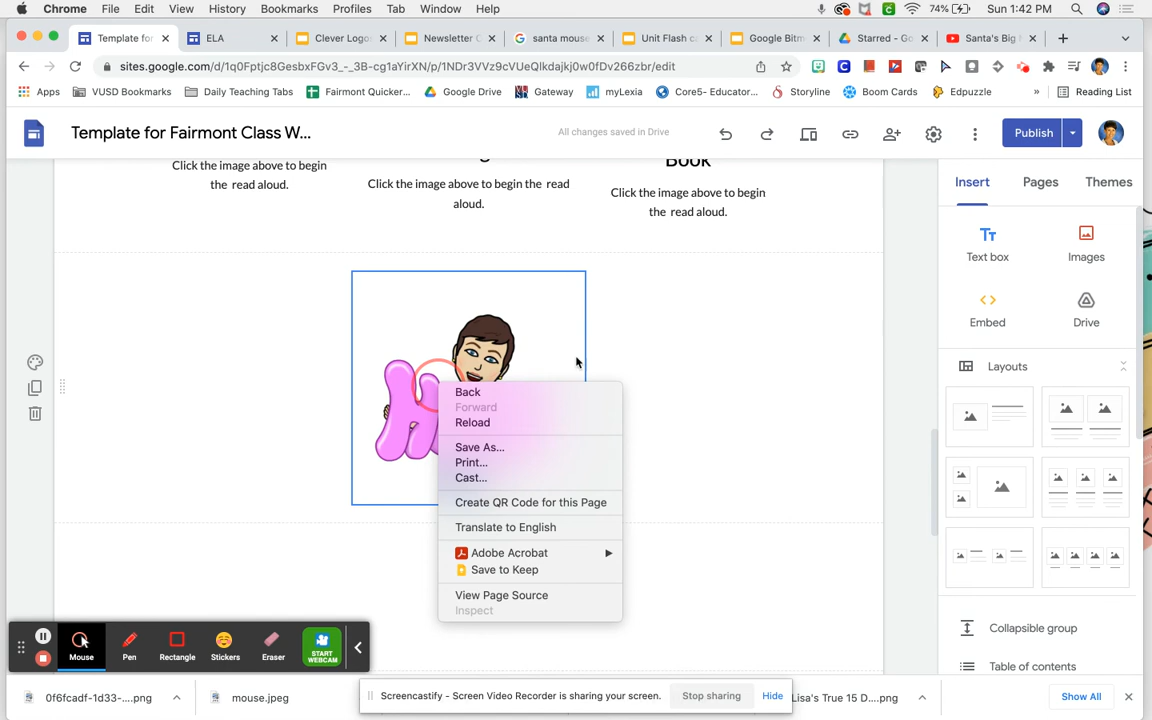 Chrome File Edit View History Bookmarks Profiles Tab Window Help 74% Sun 1:42 PM
Template for ELA Clever Logo Newsletter C santa mouse Unit Flash ca Google Bitm Starred - Go Santa's Big
sites.google.com/d/1q0Fptjc8GesbxFGv3_-_3B-cg1aYirXN/p/1NDr3VVz9cVUeQlkdajkj0w0fDv266zbr/edit
Apps VUSD Bookmarks Daily Teaching Tabs Fairmont Quicker... Google Drive Gateway myLexia Core5- Educator... Storyline Boom Cards Edpuzzle » Reading List
Template for Fairmont Class W... All changes saved in Drive Publish
Insert Pages Themes
Book
Click the image above to begin the read aloud.
Click the image above to begin the read aloud.
Click the image above to begin the read aloud.
Text box Images
Embed Drive
Layouts
Collapsible group
Table of contents
Back
Forward
Reload
Save As...
Print...
Cast...
Create QR Code for this Page
Translate to English
Adobe Acrobat
Save to Keep
View Page Source
Inspect
Mouse Pen Rectangle Stickers Eraser START WEBCAM
0f6fcadf-1d33-....png mouse.jpeg Screencastify - Screen Video Recorder is sharing your screen. Stop sharing Hide Lisa's True 15 D....png Show All